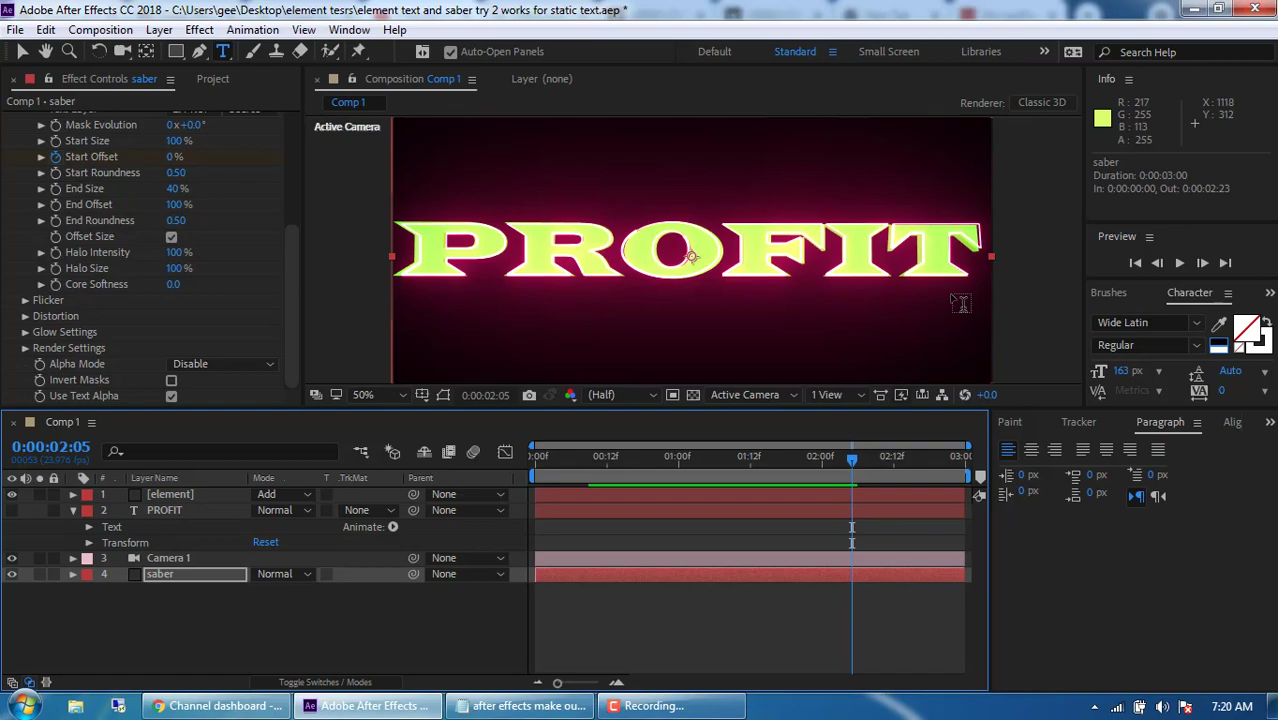 Adobe After Effects CC 2018 - C:\Users\gee\Desktop\element tesrs\element text and saber try 2 works for static text.aep *
File Edit Composition Layer Effect Animation View Window Help
Auto-Open Panels Default Standard Small Screen Libraries Search Help
Effect Controls saber Project
Comp 1 • saber
Mask Evolution 0 x+0.0°
Start Size 100 %
Start Offset 0 %
Start Roundness 0.50
End Size 40 %
End Offset 100 %
End Roundness 0.50
Offset Size
Halo Intensity 100 %
Halo Size 100 %
Core Softness 0.0
Flicker
Distortion
Glow Settings
Render Settings
Alpha Mode Disable
Invert Masks
Use Text Alpha
Composition Comp 1 Layer (none)
Comp 1 Renderer: Classic 3D
Active Camera
PROFIT
50% 0:00:02:05 (Half) Active Camera 1 View +0.0
Info
R : 217 X : 1118
G : 255 Y : 312
B : 113
A : 255
saber
Duration: 0:00:03:00
In: 0:00:00:00, Out: 0:00:02:23
Preview
Brushes Character
Wide Latin
Regular
163 px Auto
Metrics 0
Comp 1
0:00:02:05
00053 (23.976 fps)
# Layer Name Mode T .TrkMat Parent
:00f 00:12f 01:00f 01:12f 02:00f 02:12f 03:00
1 [element] Add None
2 T PROFIT Normal None None
Text Animate:
Transform Reset
3 Camera 1 None
4 saber Normal None
Toggle Switches / Modes
Paint Tracker Paragraph Alig
0 px 0 px 0 px
0 px 0 px
Channel dashboard -... Adobe After Effects ... after effects make ou... Recording... 7:20 AM